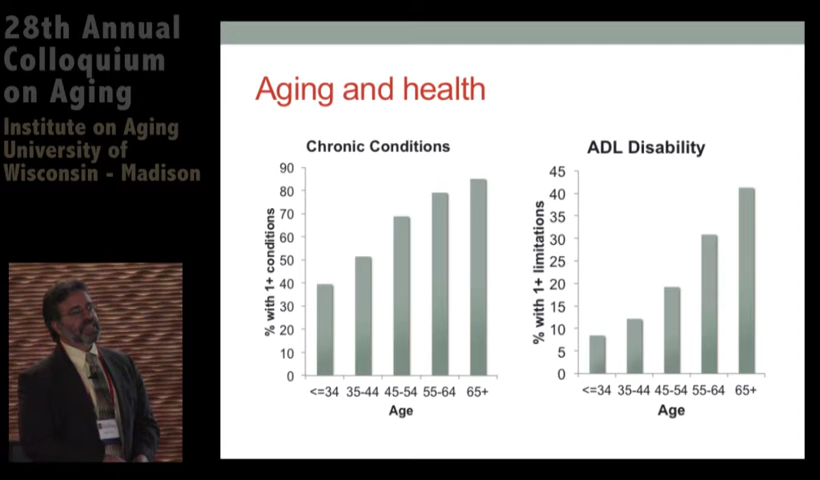 28th Annual
Colloquium
on Aging
Institute on Aging
University of
Wisconsin - Madison
Aging and health
Chronic Conditions
% with 1+ conditions
90
80
70
60
50
40
30
20
10
0
<=34 35-44 45-54 55-64 65+
Age
ADL Disability
% with 1+ limitations
45
40
35
30
25
20
15
10
5
0
<=34 35-44 45-54 55-64 65+
Age